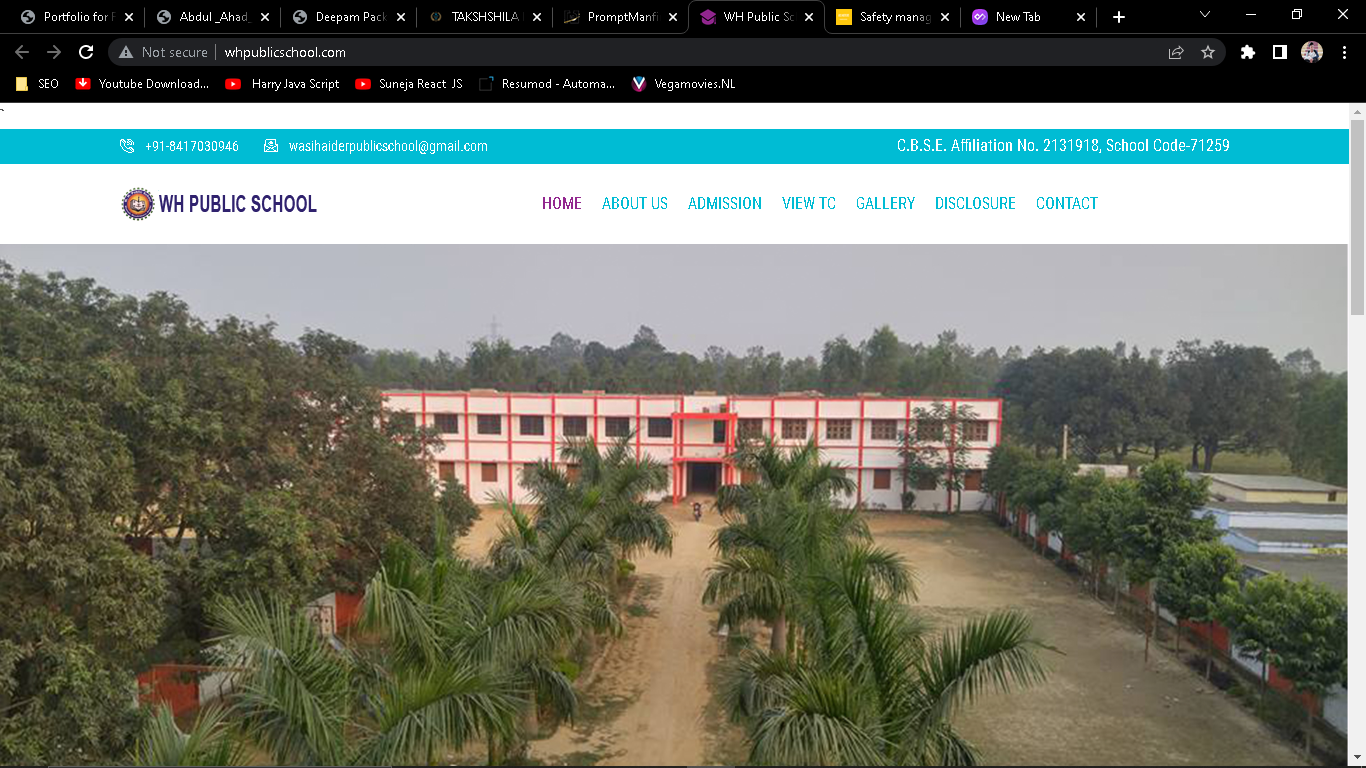 Portfolio for F
Abdul _Ahad_
Deepam Pack
TAKSHSHILA
PromptManfi
WH Public Sc
Safety manag
New Tab
Not secure
whpublicschool.com
SEO
Youtube Download...
Harry Java Script
Suneja React JS
Resumod - Automa...
Vegamovies.NL
`
+91-8417030946
wasihaiderpublicschool@gmail.com
C.B.S.E. Affiliation No. 2131918, School Code-71259
WH PUBLIC SCHOOL
HOME ABOUT US ADMISSION VIEW TC GALLERY DISCLOSURE CONTACT